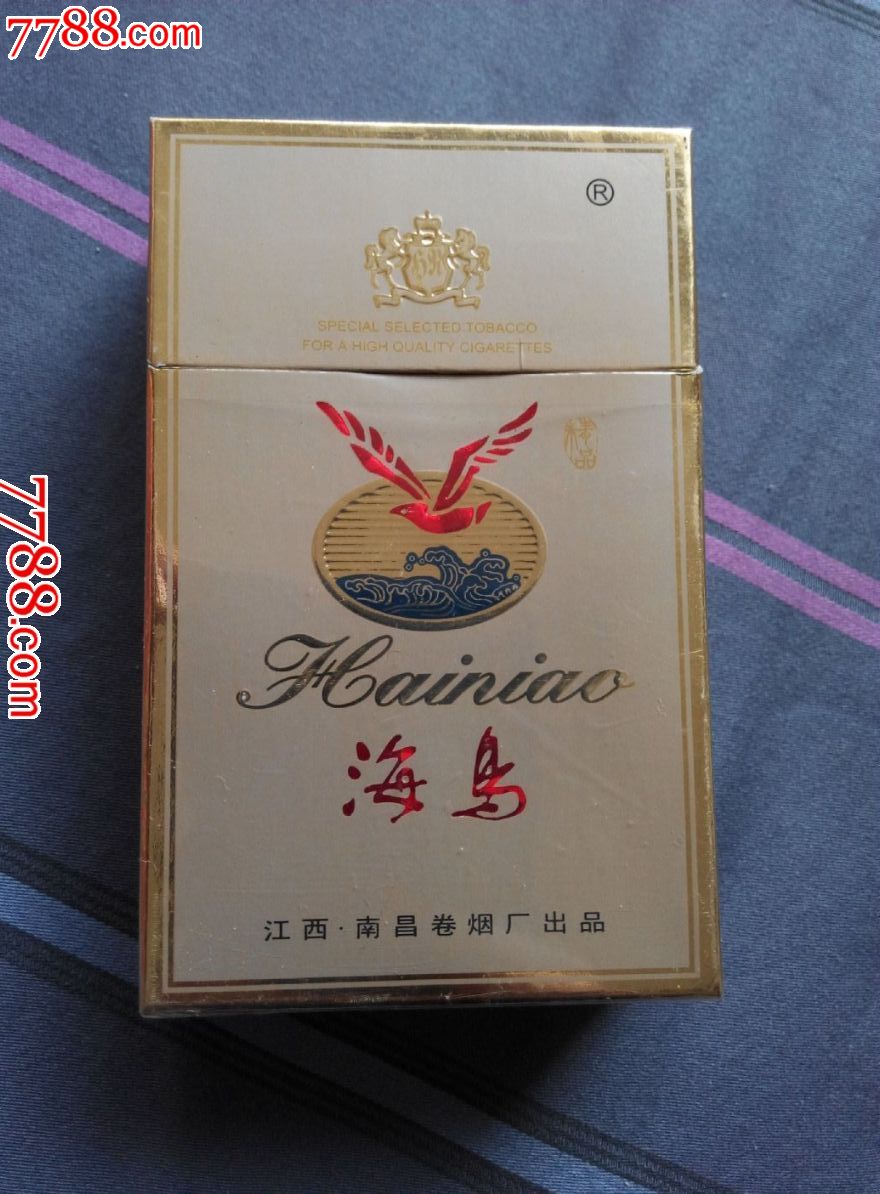 7788.com
®
SPECIAL SELECTED TOBACCO
FOR A HIGH QUALITY CIGARETTES
7788.com
Hainiao
海鸟
江西·南昌卷烟厂出品